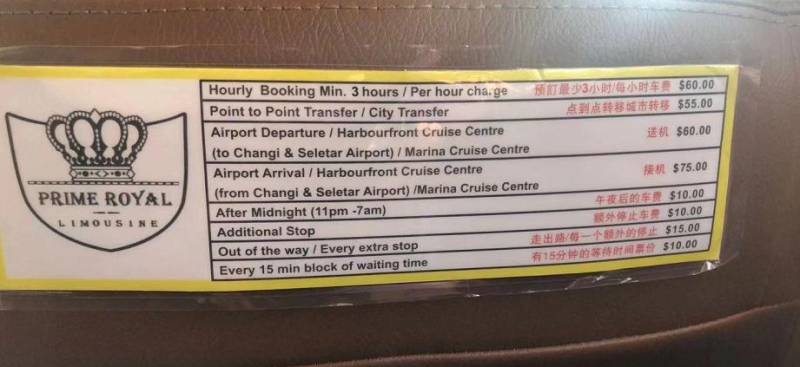 PRIME ROYAL
LIMOUSINE
Hourly Booking Min. 3 hours / Per hour charge 预訂最少3小时/每小时车费 $60.00
Point to Point Transfer / City Transfer 点到点转移城市转移 $55.00
Airport Departure / Harbourfront Cruise Centre
(to Changi & Seletar Airport) / Marina Cruise Centre 送机 $60.00
Airport Arrival / Harbourfront Cruise Centre
(from Changi & Seletar Airport) /Marina Cruise Centre 接机 $75.00
After Midnight (11pm -7am) 午夜后的车费 $10.00
Additional Stop 额外停止车费 $10.00
Out of the way / Every extra stop 走出路/每一个额外的停止 $15.00
Every 15 min block of waiting time 有15分钟的等待时间票价 $10.00